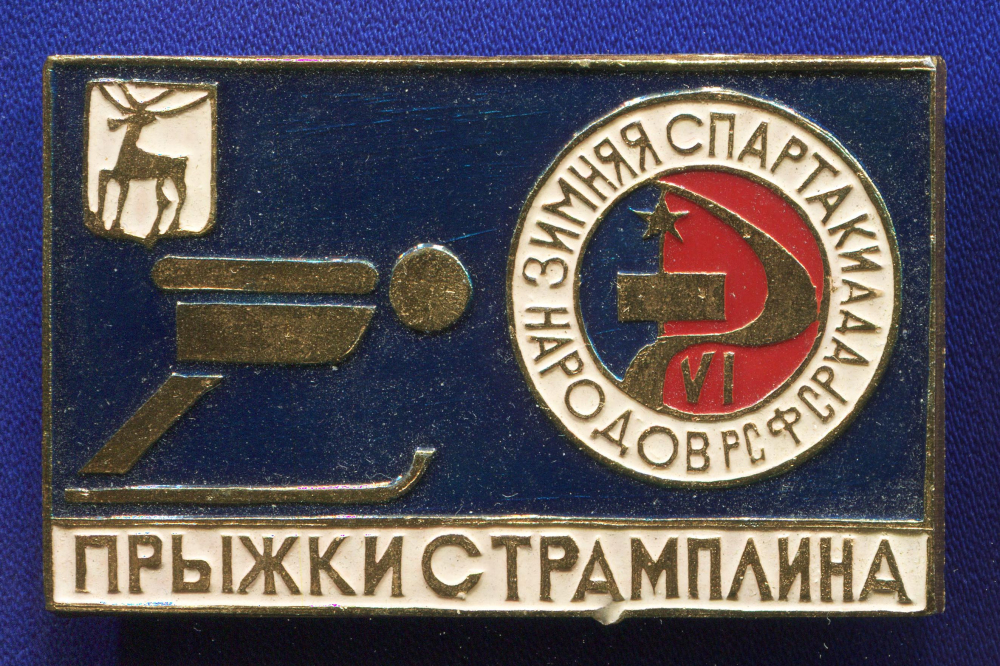 ЗИМНЯЯ СПАРТАКИАДА
НАРОДОВ РСФСР
VI
ПРЫЖКИ С ТРАМПЛИНА